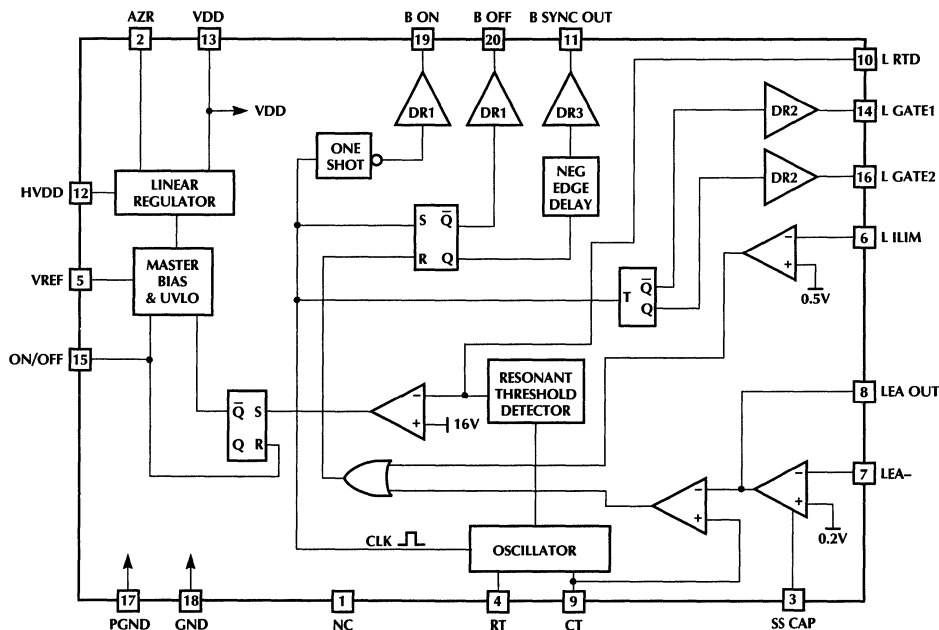 AZR VDD B ON B OFF B SYNC OUT
2 13 19 20 11
10 L RTD
VDD
DR1 DR1 DR3
DR2 14 L GATE1
ONE
SHOT
DR2 16 L GATE2
HVDD 12
LINEAR
REGULATOR
NEG
EDGE
DELAY
S Q̅
R Q
− 6 L ILIM
+
0.5V
VREF 5
MASTER
BIAS
& UVLO
T Q̅
Q
ON/OFF 15
RESONANT
THRESHOLD
DETECTOR
Q̅ S
Q R
−
+ 16V
8 LEA OUT
− 7 LEA−
+
0.2V
−
+
CLK
OSCILLATOR
17 18 1 4 9 3
PGND GND NC RT CT SS CAP